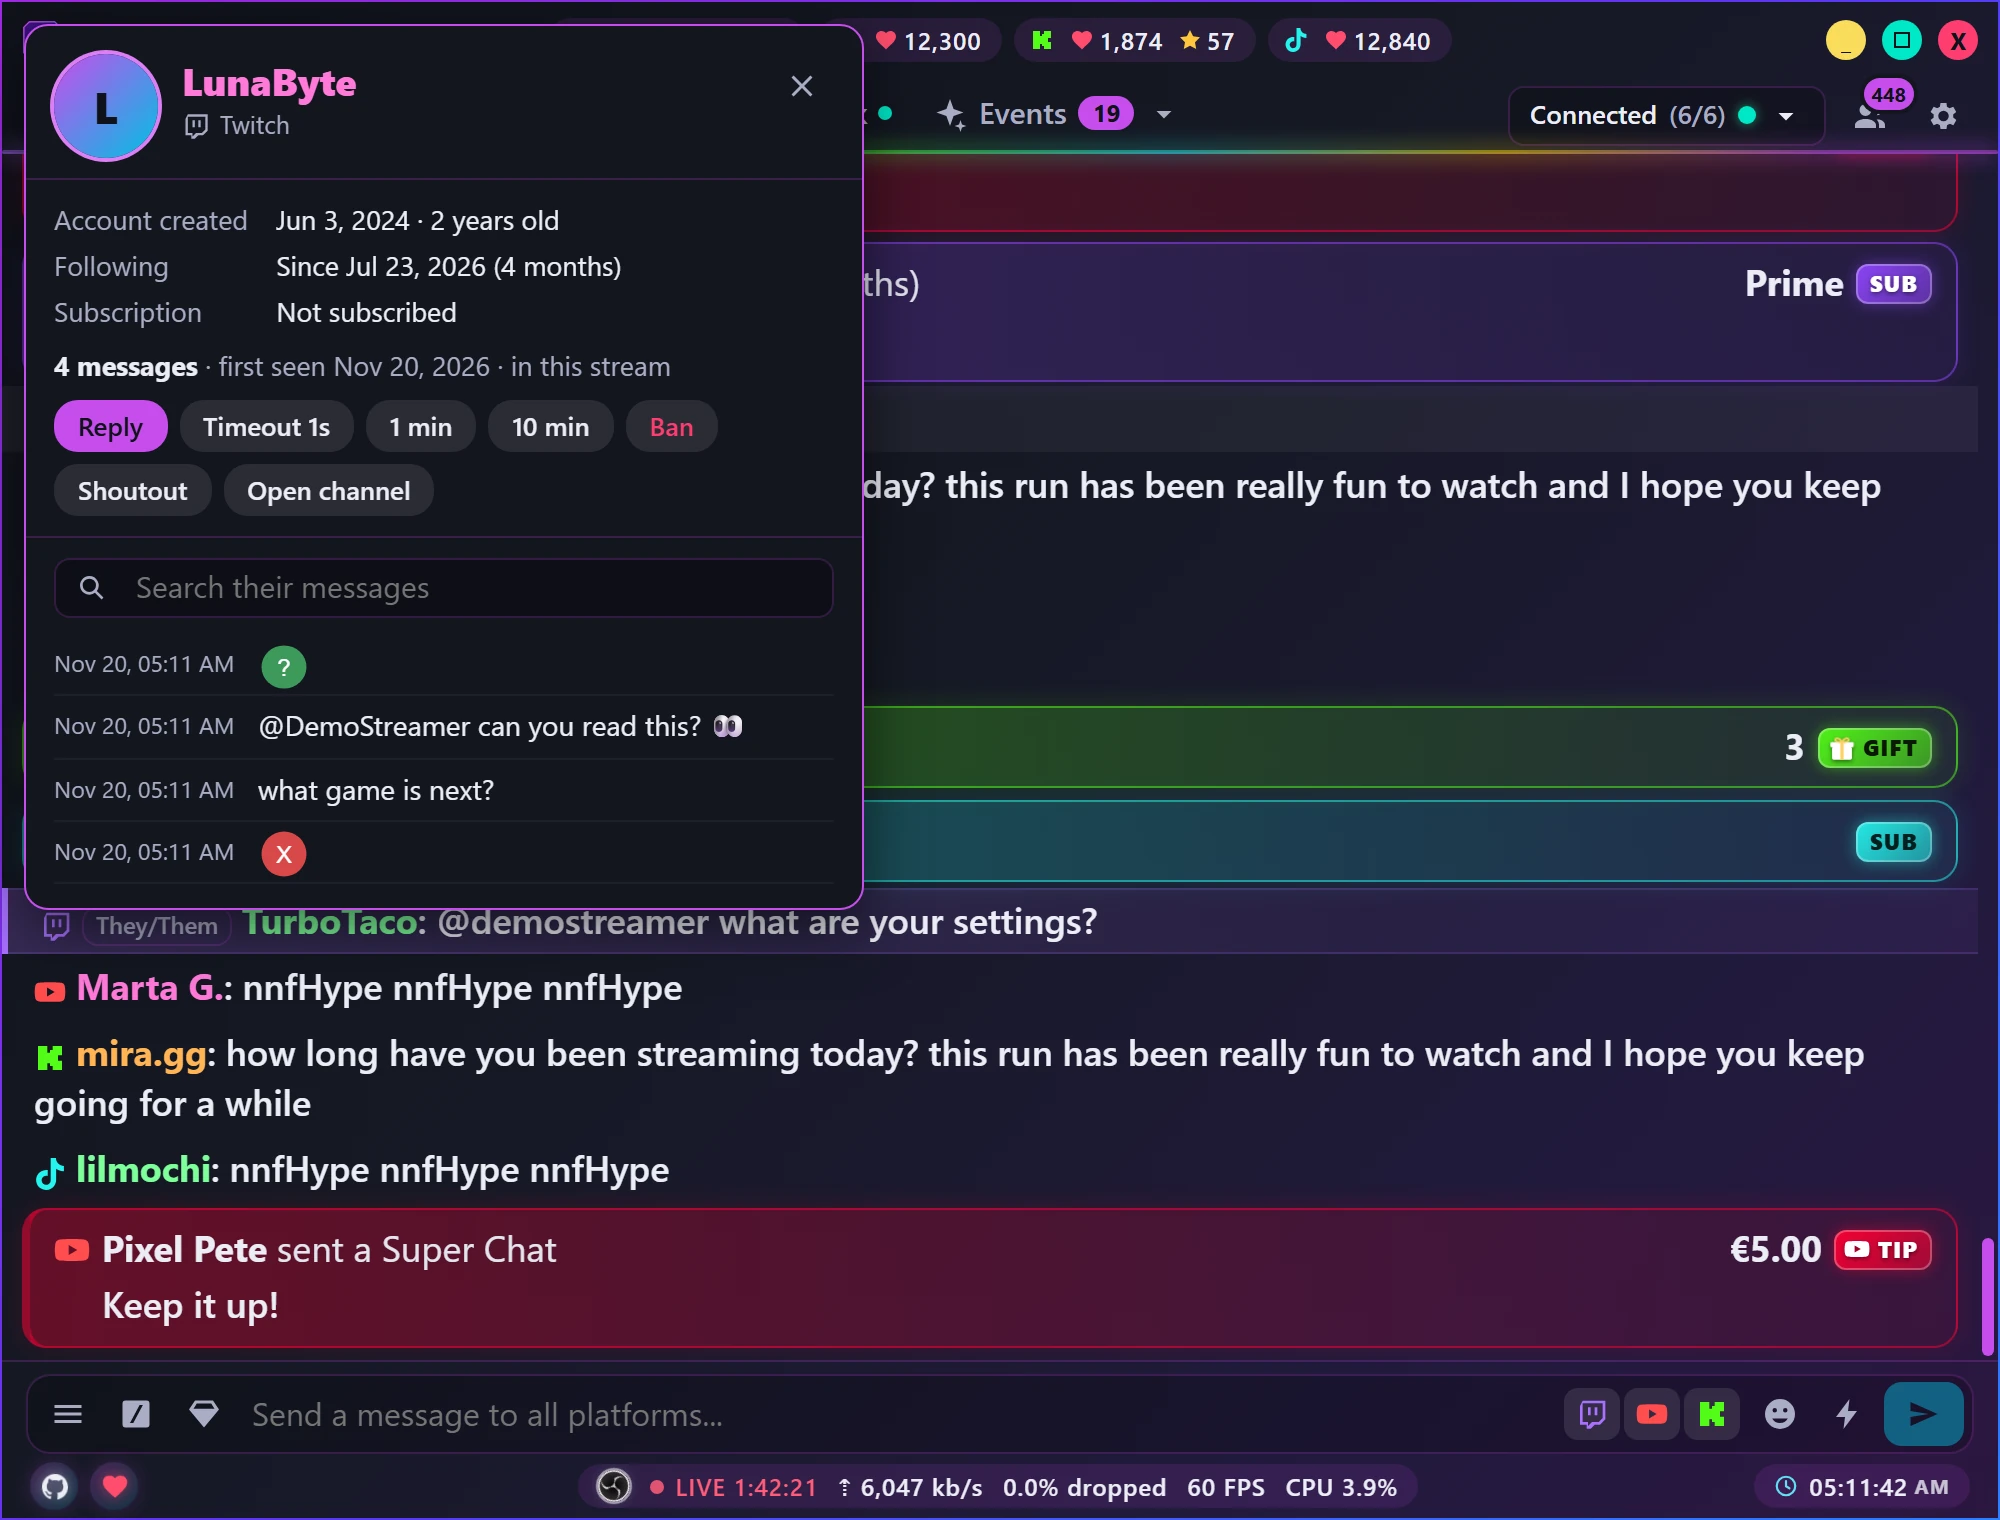 12,300
1,874 57
12,840
_
X
L
LunaByte
Twitch
Events 19
Connected (6/6)
448
Account created Jun 3, 2024 · 2 years old
Following Since Jul 23, 2026 (4 months)
Subscription Not subscribed
4 messages · first seen Nov 20, 2026 · in this stream
Reply Timeout 1s 1 min 10 min Ban
Shoutout Open channel
Search their messages
Nov 20, 05:11 AM ?
Nov 20, 05:11 AM @DemoStreamer can you read this? 👀
Nov 20, 05:11 AM what game is next?
Nov 20, 05:11 AM X
ths)
Prime SUB
day? this run has been really fun to watch and I hope you keep
3 GIFT
SUB
They/Them TurboTaco: @demostreamer what are your settings?
Marta G.: nnfHype nnfHype nnfHype
mira.gg: how long have you been streaming today? this run has been really fun to watch and I hope you keep
going for a while
lilmochi: nnfHype nnfHype nnfHype
Pixel Pete sent a Super Chat
€5.00 TIP
Keep it up!
Send a message to all platforms...
LIVE 1:42:21 6,047 kb/s 0.0% dropped 60 FPS CPU 3.9%
05:11:42 AM